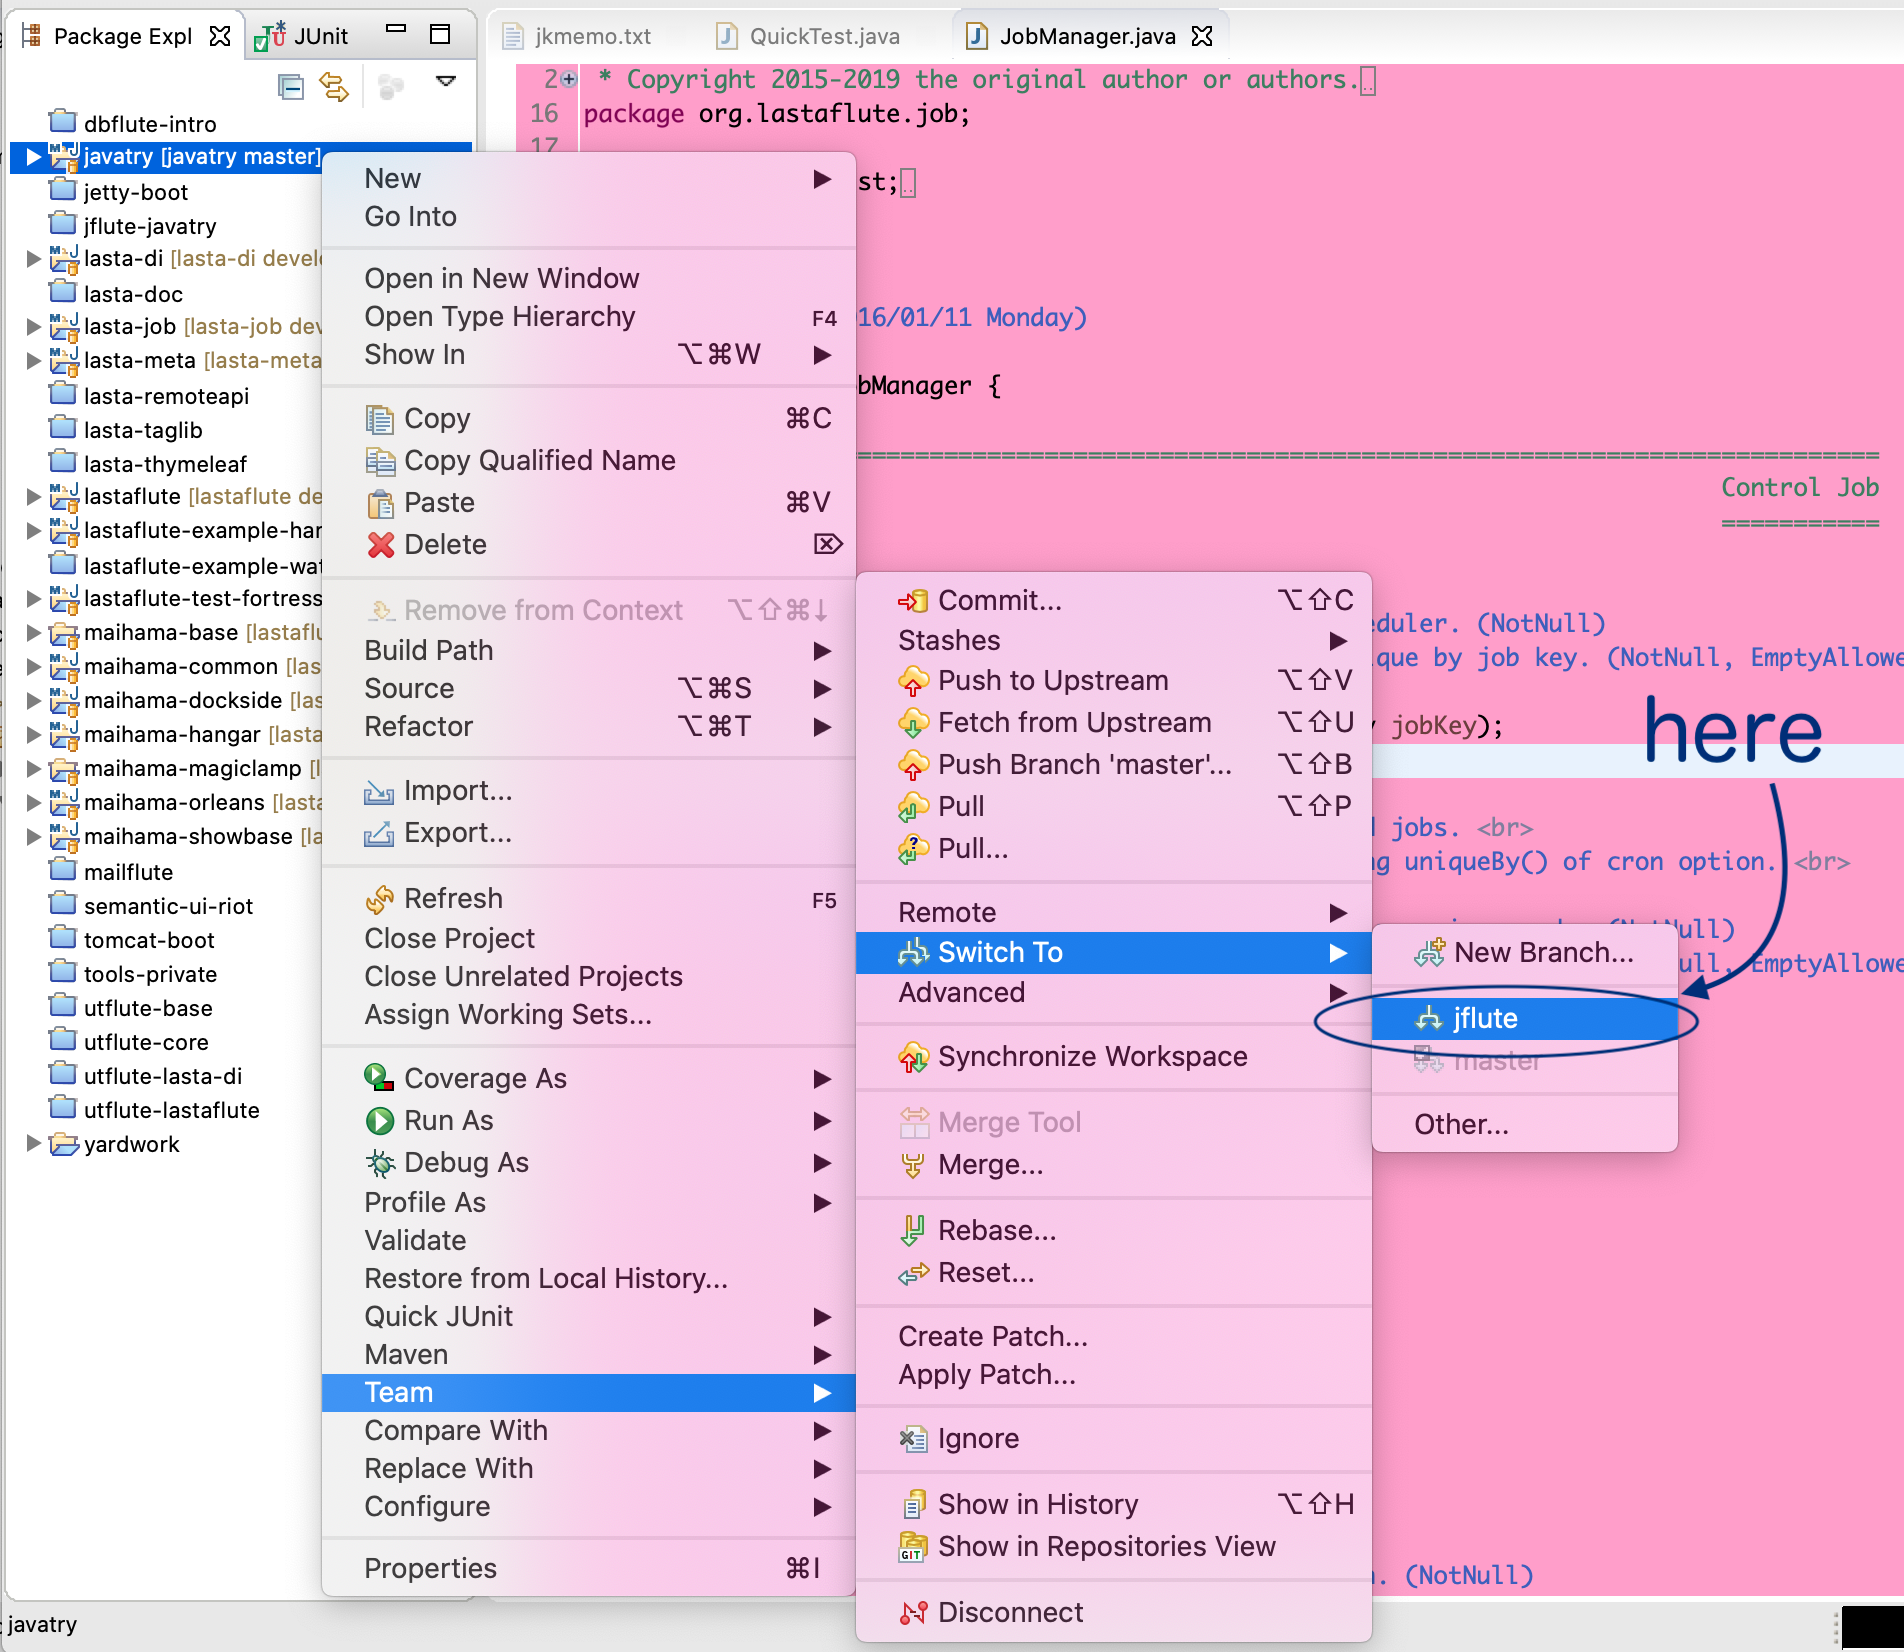 Package Expl
JUnit
jkmemo.txt
QuickTest.java
JobManager.java
dbflute-intro
javatry [javatry master]
jetty-boot
jflute-javatry
lasta-di [lasta-di devel
lasta-doc
lasta-job [lasta-job dev
lasta-meta [lasta-meta
lasta-remoteapi
lasta-taglib
lasta-thymeleaf
lastaflute [lastaflute de
lastaflute-example-har
lastaflute-example-wat
lastaflute-test-fortress
maihama-base [lastaflu
maihama-common [las
maihama-dockside [las
maihama-hangar [lasta
maihama-magiclamp [l
maihama-orleans [lasta
maihama-showbase [la
mailflute
semantic-ui-riot
tomcat-boot
tools-private
utflute-base
utflute-core
utflute-lasta-di
utflute-lastaflute
yardwork
javatry
2 * Copyright 2015-2019 the original author or authors.
16 package org.lastaflute.job;
17
st;
16/01/11 Monday)
bManager {
Control Job
===========
eduler. (NotNull)
que by job key. (NotNull, EmptyAllowe
jobKey);
jobs. <br>
ng uniqueBy() of cron option. <br>
ull)
ull, EmptyAllowe
. (NotNull)
New
Go Into
Open in New Window
Open Type Hierarchy F4
Show In ⌥⌘W
Copy ⌘C
Copy Qualified Name
Paste ⌘V
Delete ⌦
Remove from Context ⌥⇧⌘↓
Build Path
Source ⌥⌘S
Refactor ⌥⌘T
Import...
Export...
Refresh F5
Close Project
Close Unrelated Projects
Assign Working Sets...
Coverage As
Run As
Debug As
Profile As
Validate
Restore from Local History...
Quick JUnit
Maven
Team
Compare With
Replace With
Configure
Properties ⌘I
Commit... ⌥⇧C
Stashes
Push to Upstream ⌥⇧V
Fetch from Upstream ⌥⇧U
Push Branch 'master'... ⌥⇧B
Pull ⌥⇧P
Pull...
Remote
Switch To
Advanced
Synchronize Workspace
Merge Tool
Merge...
Rebase...
Reset...
Create Patch...
Apply Patch...
Ignore
Show in History ⌥⇧H
Show in Repositories View
Disconnect
New Branch...
jflute
master
Other...
here